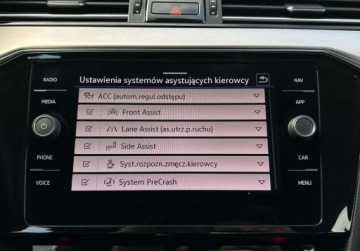 Ustawienia systemów asystujących kierowcy
RADIO
NAV
ACC (autom.regul.odstępu)
MEDIA
APP
Front Assist
Lane Assist (as.utrz.p.ruchu)
Side Assist
PHONE
CAR
Syst.rozpozn.zmęcz.kierowcy
VOICE
MENU
System PreCrash